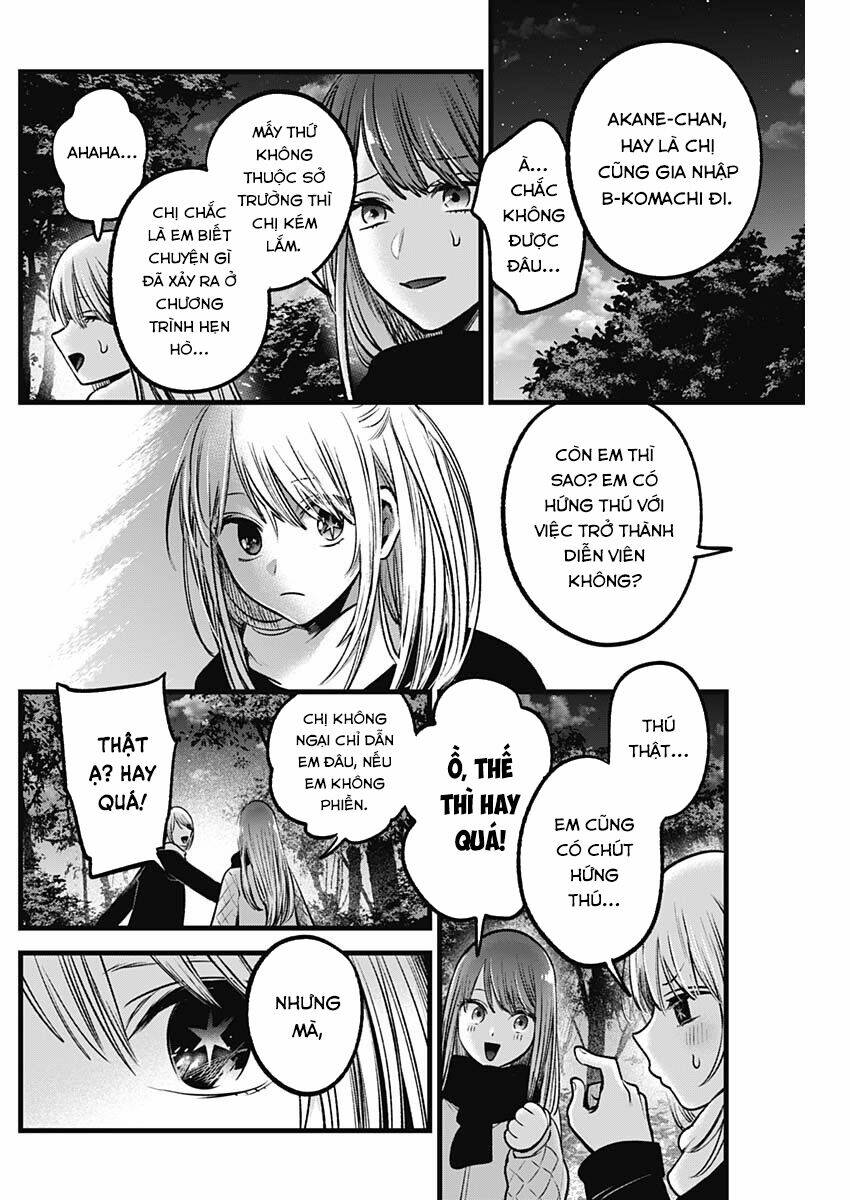 AKANE-CHAN,
HAY LÀ CHỊ
CŨNG GIA NHẬP
B-KOMACHI ĐI.
À...
CHẮC
KHÔNG
ĐƯỢC
ĐÂU...
MẤY THỨ
KHÔNG
THUỘC SỞ
TRƯỜNG THÌ
CHỊ KÉM
LẮM.
CHỊ CHẮC
LÀ EM BIẾT
CHUYỆN GÌ
ĐÃ XẢY RA Ở
CHƯƠNG
TRÌNH HẸN
HÒ...
AHAHA...
CÒN EM THÌ
SAO? EM CÓ
HỨNG THÚ VỚI
VIỆC TRỞ THÀNH
DIỄN VIÊN
KHÔNG?
THÚ
THẬT...
EM CŨNG
CÓ CHÚT
HỨNG
THÚ...
Ồ, THẾ
THÌ HAY
QUÁ!
CHỊ KHÔNG
NGẠI CHỈ DẪN
EM ĐÂU, NẾU
EM KHÔNG
PHIỀN.
THẬT
Ạ? HAY
QUÁ!
NHƯNG
MÀ,